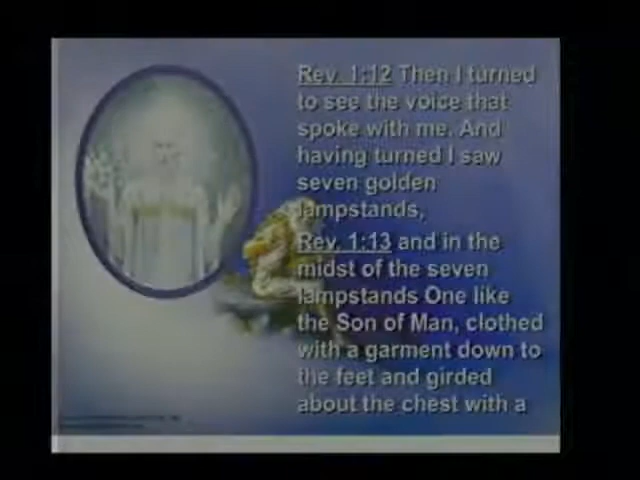 Rev. 1:12 Then I turned
to see the voice that
spoke with me. And
having turned I saw
seven golden
lampstands,
Rev. 1:13 and in the
midst of the seven
lampstands One like
the Son of Man, clothed
with a garment down to
the feet and girded
about the chest with a